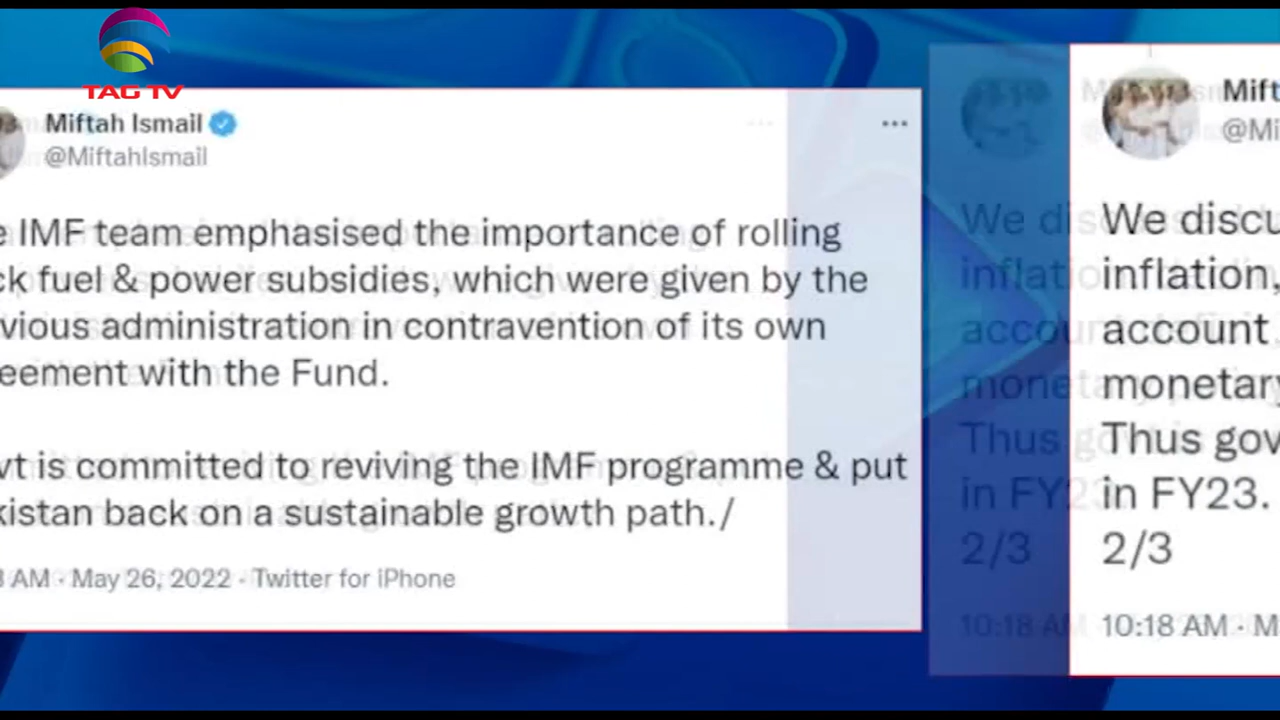 TAG TV
Miftah Ismail
@MiftahIsmail
e IMF team emphasised the importance of rolling
ck fuel & power subsidies, which were given by the
vious administration in contravention of its own
eement with the Fund.
vt is committed to reviving the IMF programme & put
kistan back on a sustainable growth path./
AM · May 26, 2022 · Twitter for iPhone
Mift
@Mi
We discu
inflation,
account
monetary
Thus gov
in FY23.
2/3
10:18 AM · M